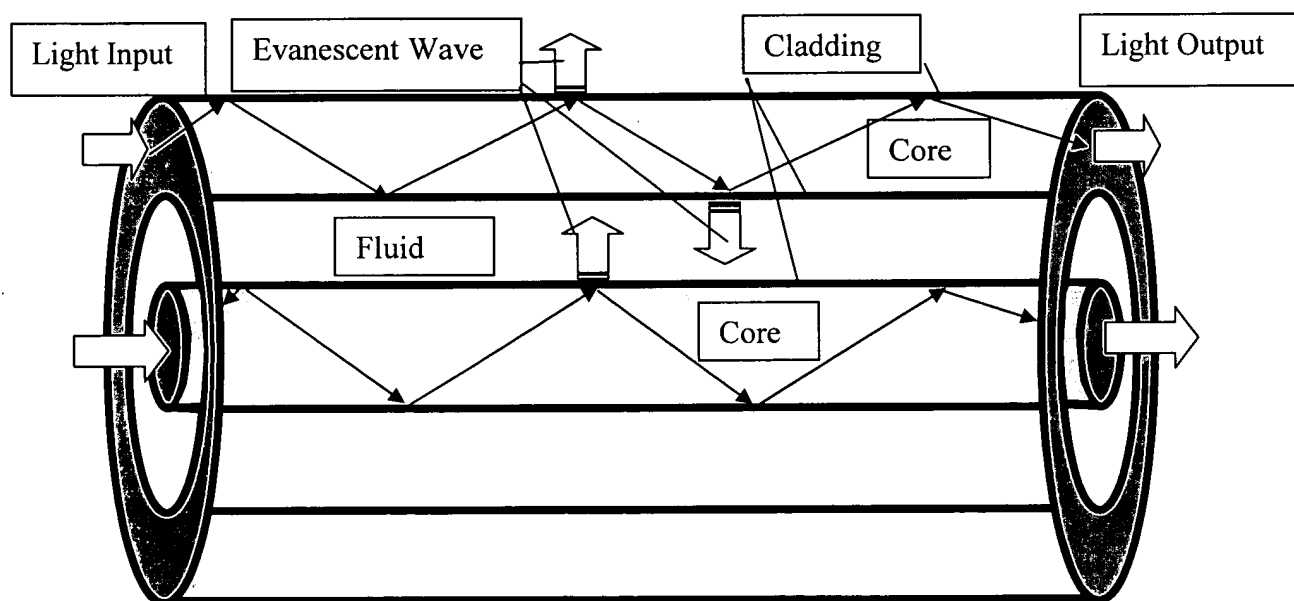 Light Input
Evanescent Wave
Cladding
Light Output
Core
Fluid
Core